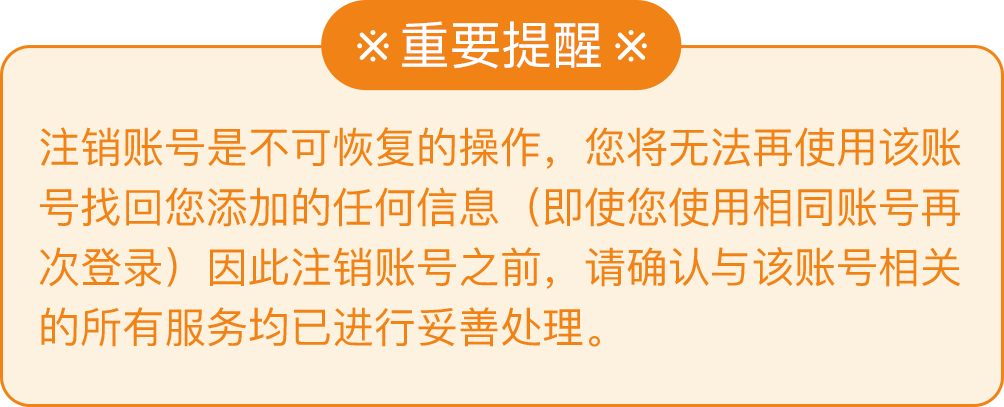 ※重要提醒※
注销账号是不可恢复的操作，您将无法再使用该账
号找回您添加的任何信息（即使您使用相同账号再
次登录）因此注销账号之前，请确认与该账号相关
的所有服务均已进行妥善处理。